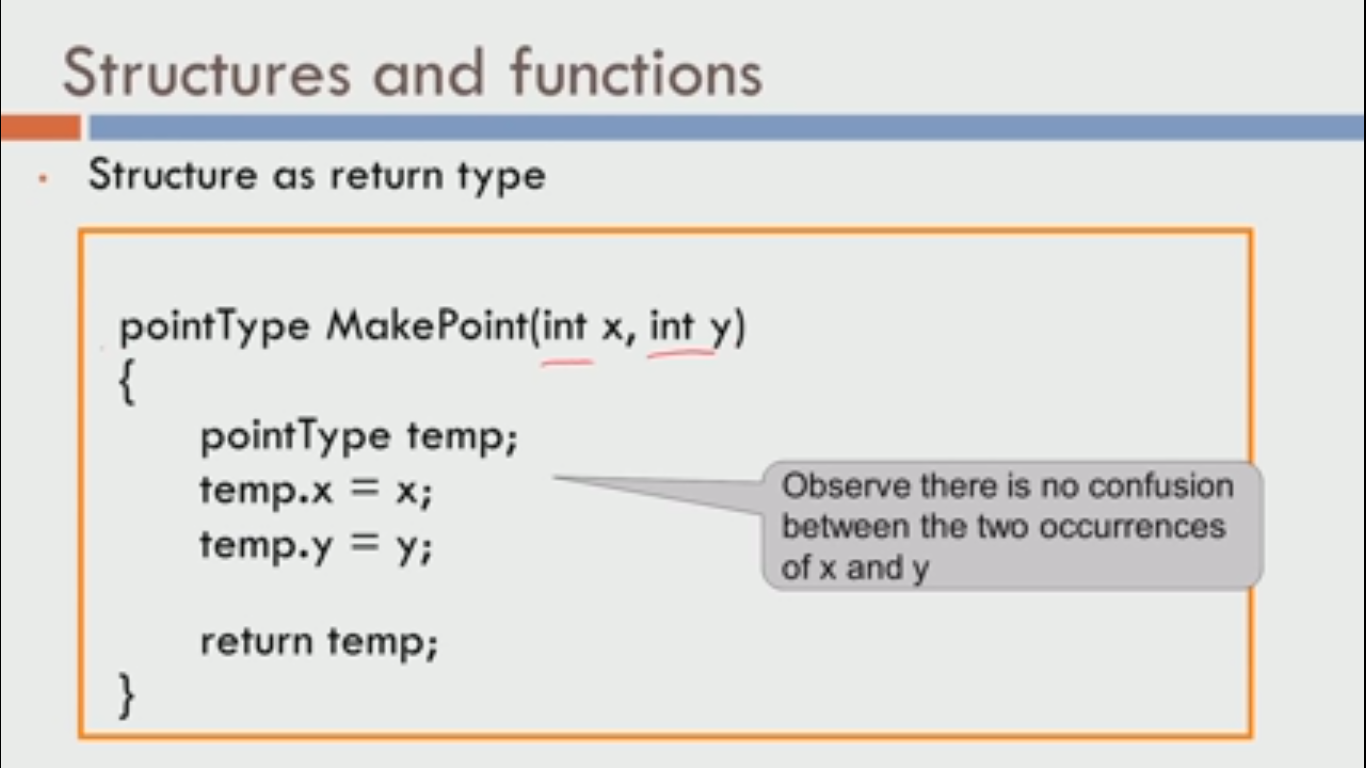 Structures and functions
Structure as return type
pointType MakePoint(int x, int y)
{
pointType temp;
temp.x = x;
temp.y = y;
Observe there is no confusion
between the two occurrences
of x and y
return temp;
}